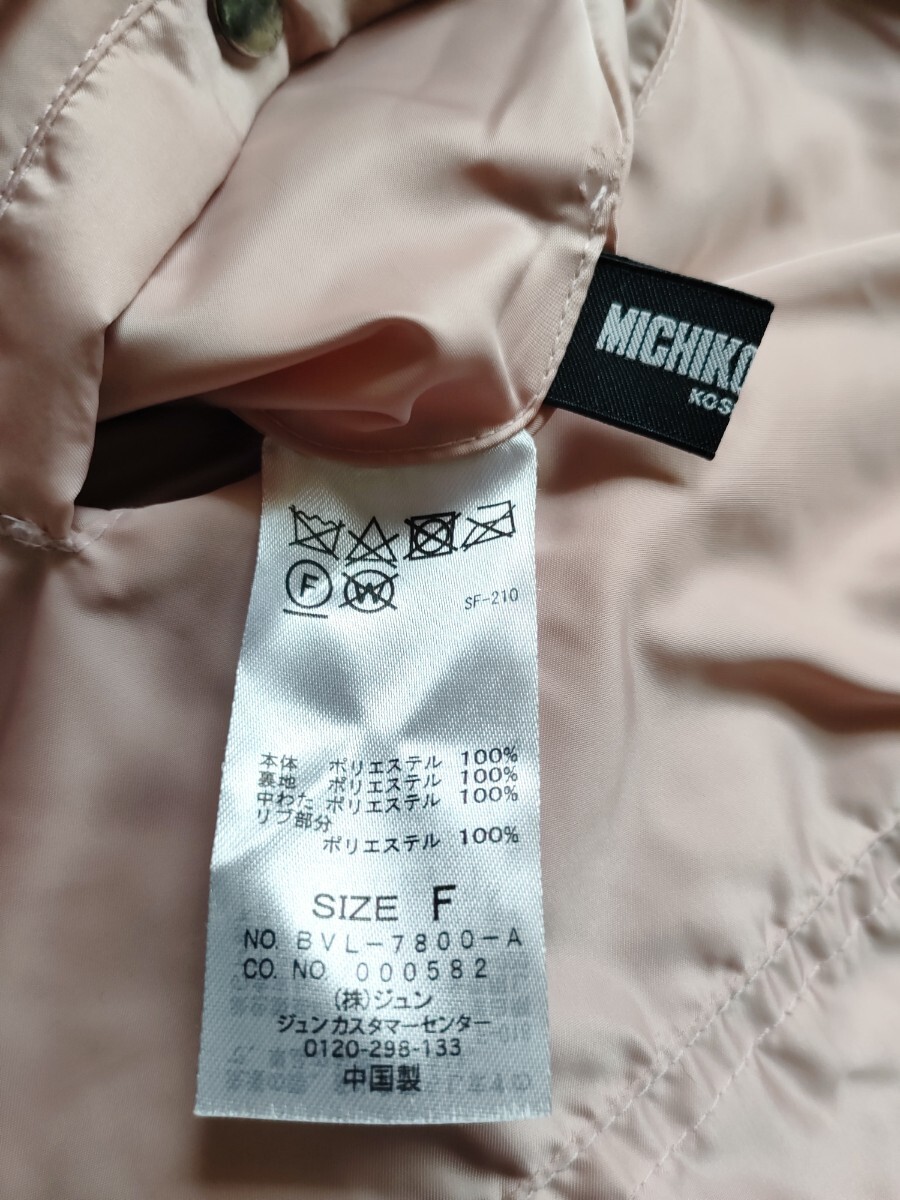 MICHIKO
KOS
F W
SF-210
本体 ポリエステル 100%
裏地 ポリエステル 100%
中わた ポリエステル 100%
リブ部分
ポリエステル 100%
SIZE F
NO. BVL-7800-A
CO. NO. 000582
(株)ジュン
ジュンカスタマーセンター
0120-298-133
中国製